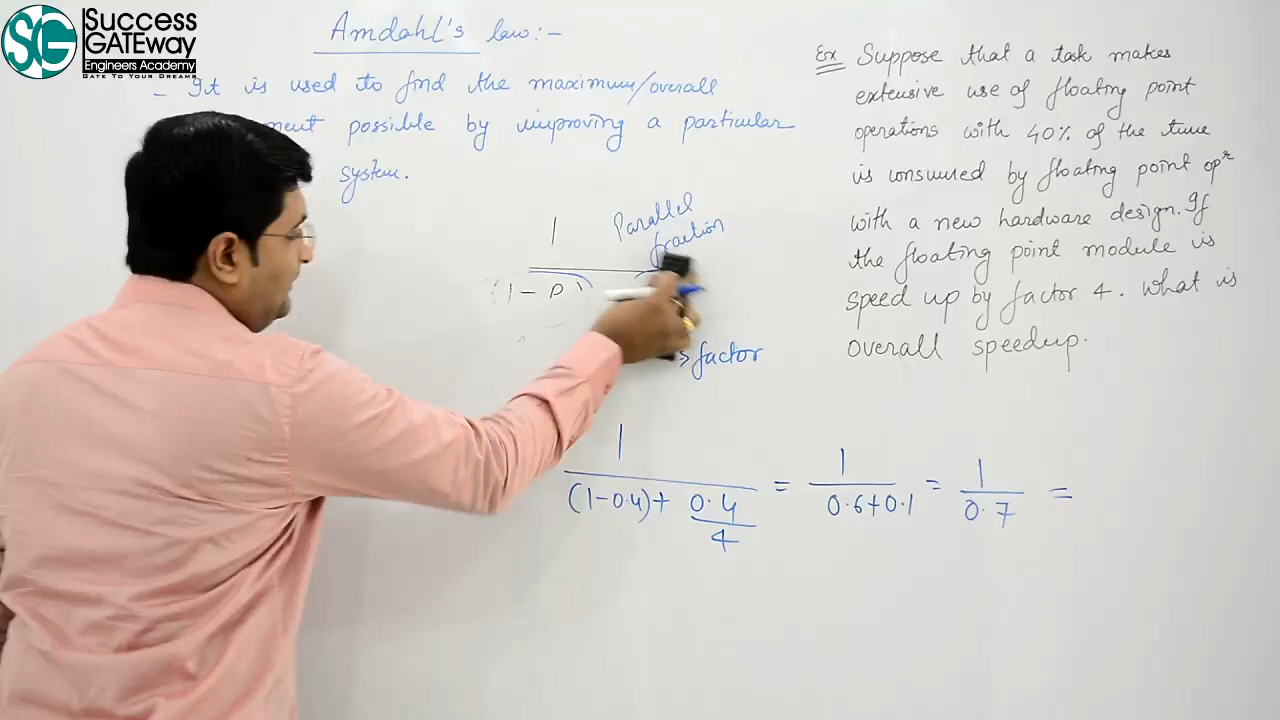 Success
GATEway
Engineers Academy
GATE TO YOUR DREAMS
SG
Amdahl's law:-
- It is used to find the maximum/overall
ment possible by improving a particular
system.
1
Parallel
fraction
(1-P)
factor
1
(1-0.4)+ 0.4
4
= 1
0.6+0.1
= 1
0.7
=
Ex Suppose that a task makes
extensive use of floating point
operations with 40% of the time
is consumed by floating point opr
with a new hardware design. If
the floating point module is
speed up by factor 4. What is
overall speedup.